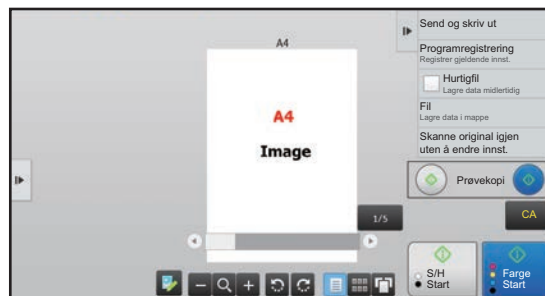 A4
A4
Image
1/5
Send og skriv ut
Programregistrering
Registrer gjeldende innst.
Hurtigfil
Lagre data midlertidig
Fil
Lagre data i mappe
Skanne original igjen
uten å endre innst.
Prøvekopi
CA
S/H
Start
Farge
Start